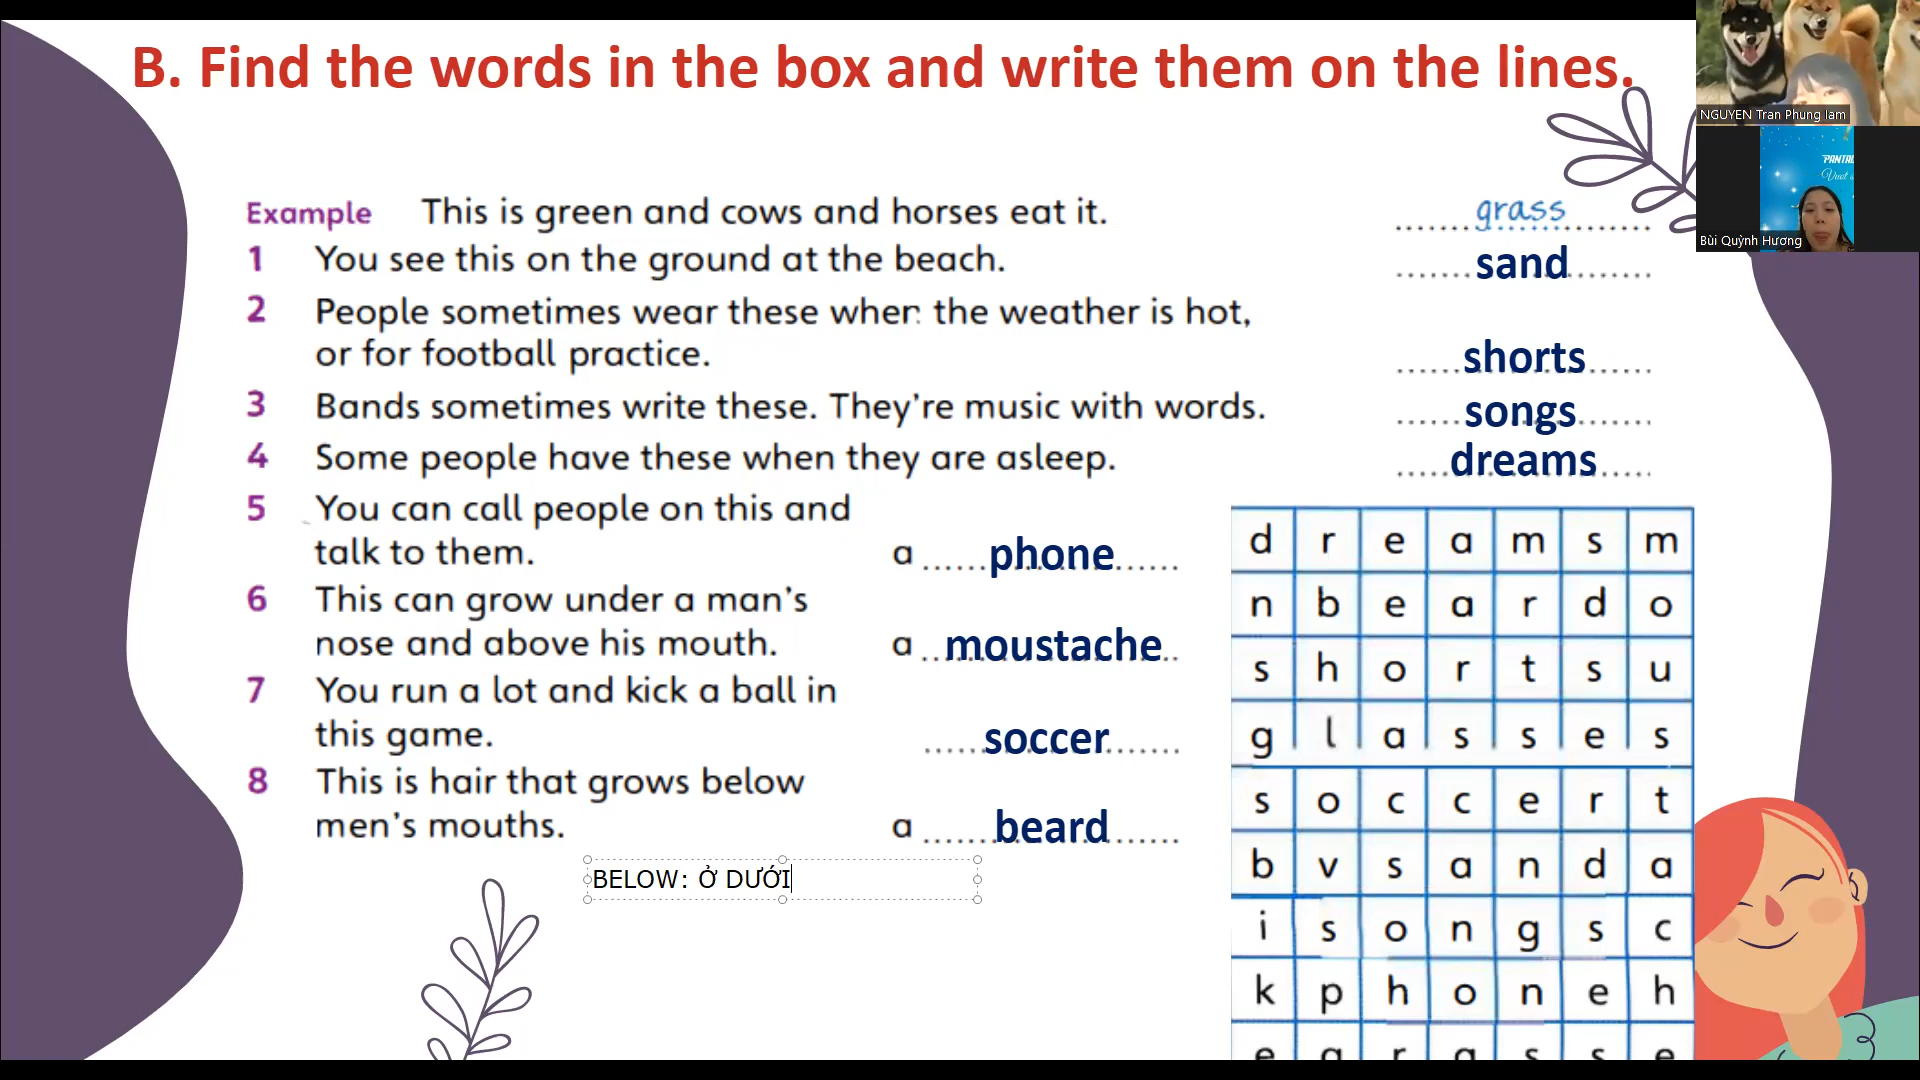 B. Find the words in the box and write them on the lines.
NGUYEN Tran Phung lam
Bùi Quỳnh Hương
Example This is green and cows and horses eat it. grass
1 You see this on the ground at the beach. sand
2 People sometimes wear these when the weather is hot,
or for football practice. shorts
3 Bands sometimes write these. They're music with words. songs
4 Some people have these when they are asleep. dreams
5 You can call people on this and
talk to them. a phone
6 This can grow under a man's
nose and above his mouth. a moustache
7 You run a lot and kick a ball in
this game. soccer
8 This is hair that grows below
men's mouths. a beard
BELOW: Ở DƯỚI
d r e a m s m
n b e a r d o
s h o r t s u
g l a s s e s
s o c c e r t
b v s a n d a
i s o n g s c
k p h o n e h